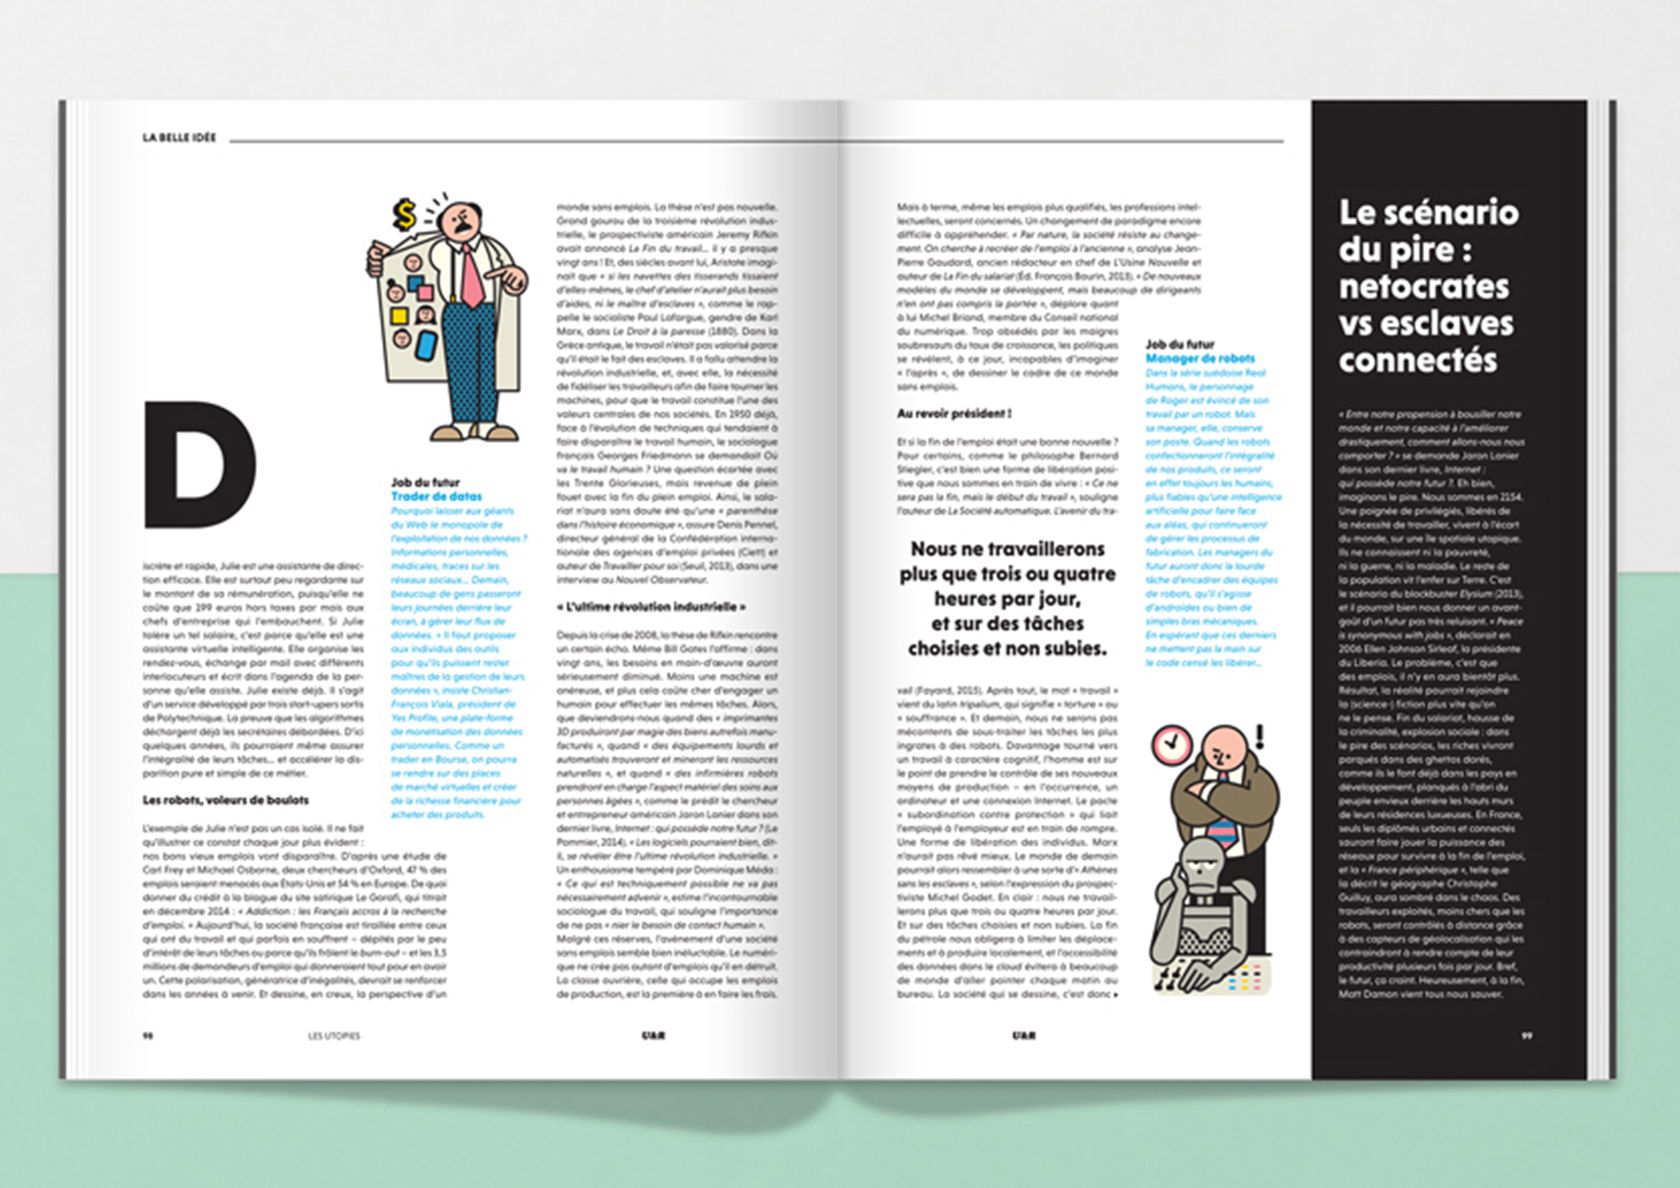 LA BELLE IDÉE
$
D
iscrète et rapide, Julie est une assistante de direc-
tion efficace. Elle est surtout peu regardante sur
le montant de sa rémunération, puisqu'elle ne
coûte que 199 euros hors taxes par mois aux
chefs d'entreprise qui l'embauchent. Si Julie
tolère un tel salaire, c'est parce qu'elle est une
assistante virtuelle intelligente. Elle organise les
rendez-vous, échange par mail avec différents
interlocuteurs et écrit dans l'agenda de la per-
sonne qu'elle assiste. Julie existe déjà. Il s'agit
d'un service développé par trois start-upers sortis
de Polytechnique. La preuve que les algorithmes
déchargent déjà les secrétaires débordées. D'ici
quelques années, ils pourraient même assurer
l'intégralité de leurs tâches... et accélérer la dis-
parition pure et simple de ce métier.
Les robots, voleurs de boulots
L'exemple de Julie n'est pas un cas isolé. Il ne fait
qu'illustrer ce constat chaque jour plus évident :
nos bons vieux emplois vont disparaître. D'après une étude de
Carl Frey et Michael Osborne, deux chercheurs d'Oxford, 47 % des
emplois seraient menacés aux États-Unis et 54 % en Europe. De quoi
donner du crédit à la blague du site satirique Le Gorafi, qui titrait
en décembre 2014 : « Addiction : les Français accros à la recherche
d'emploi. » Aujourd'hui, la société française est tiraillée entre ceux
qui ont du travail et qui parfois en souffrent – dépités par le peu
d'intérêt de leurs tâches ou parce qu'ils frôlent le burn-out – et les 3,5
millions de demandeurs d'emploi qui donneraient tout pour en avoir
un. Cette polarisation, génératrice d'inégalités, devrait se renforcer
dans les années à venir. Et dessine, en creux, la perspective d'un
Job du futur
Trader de datas
Pourquoi laisser aux géants
du Web le monopole de
l'exploitation de nos données ?
Informations personnelles,
médicales, traces sur les
réseaux sociaux... Demain,
beaucoup de gens passeront
leurs journées derrière leur
écran, à gérer leur flux de
données. « Il faut proposer
aux individus des outils
pour qu'ils puissent rester
maîtres de la gestion de leurs
données », insiste Christian-
François Viala, président de
Yes Profile, une plate-forme
de monétisation des données
personnelles. Comme un
trader en Bourse, on pourra
se rendre sur des places
de marché virtuelles et créer
de la richesse financière pour
acheter des produits.
monde sans emplois. La thèse n'est pas nouvelle.
Grand gourou de la troisième révolution indus-
trielle, le prospectiviste américain Jeremy Rifkin
avait annoncé La Fin du travail... il y a presque
vingt ans ! Et, des siècles avant lui, Aristote imagi-
nait que « si les navettes des tisserands tissaient
d'elles-mêmes, le chef d'atelier n'aurait plus besoin
d'aides, ni le maître d'esclaves », comme le rap-
pelle le socialiste Paul Lafargue, gendre de Karl
Marx, dans Le Droit à la paresse (1880). Dans la
Grèce antique, le travail n'était pas valorisé parce
qu'il était le fait des esclaves. Il a fallu attendre la
révolution industrielle, et, avec elle, la nécessité
de fidéliser les travailleurs afin de faire tourner les
machines, pour que le travail constitue l'une des
valeurs centrales de nos sociétés. En 1950 déjà,
face à l'évolution de techniques qui tendaient à
faire disparaître le travail humain, le sociologue
français Georges Friedmann se demandait Où
va le travail humain ? Une question écartée avec
les Trente Glorieuses, mais revenue de plein
fouet avec la fin du plein emploi. Ainsi, le sala-
riat n'aura sans doute été qu'une « parenthèse
dans l'histoire économique », assure Denis Pennel,
directeur général de la Confédération interna-
tionale des agences d'emploi privées (Ciett) et
auteur de Travailler pour soi (Seuil, 2013), dans une
interview au Nouvel Observateur.
« L'ultime révolution industrielle »
Depuis la crise de 2008, la thèse de Rifkin rencontre
un certain écho. Même Bill Gates l'affirme : dans
vingt ans, les besoins en main-d'œuvre auront
sérieusement diminué. Moins une machine est
onéreuse, et plus cela coûte cher d'engager un
humain pour effectuer les mêmes tâches. Alors,
que deviendrons-nous quand des « imprimantes
3D produiront par magie des biens autrefois manu-
facturés », quand « des équipements lourds et
automatisés trouveront et mineront les ressources
naturelles », et quand « des infirmières robots
prendront en charge l'aspect matériel des soins aux
personnes âgées », comme le prédit le chercheur
et entrepreneur américain Jaron Lanier dans son
dernier livre, Internet : qui possède notre futur ? (Le
Pommier, 2014). « Les logiciels pourraient bien, dit-
il, se révéler être l'ultime révolution industrielle. »
Un enthousiasme tempéré par Dominique Méda :
« Ce qui est techniquement possible ne va pas
nécessairement advenir », estime l'incontournable
sociologue du travail, qui souligne l'importance
de ne pas « nier le besoin de contact humain ».
Malgré ces réserves, l'avènement d'une société
sans emplois semble bien inéluctable. Le numéri-
que ne crée pas autant d'emplois qu'il en détruit.
La classe ouvrière, celle qui occupe les emplois
de production, est la première à en faire les frais.
98
LES UTOPIES
Mais à terme, même les emplois plus qualifiés, les professions intel-
lectuelles, seront concernés. Un changement de paradigme encore
difficile à appréhender. « Par nature, la société résiste au change-
ment. On cherche à recréer de l'emploi à l'ancienne », analyse Jean-
Pierre Gaudard, ancien rédacteur en chef de L'Usine Nouvelle et
auteur de La Fin du salariat (Éd. François Bourin, 2013). « De nouveaux
modèles du monde se développent, mais beaucoup de dirigeants
n'en ont pas compris la portée », déplore quant
à lui Michel Briand, membre du Conseil national
du numérique. Trop obsédés par les maigres
soubresauts du taux de croissance, les politiques
se révèlent, à ce jour, incapables d'imaginer
« l'après », de dessiner le cadre de ce monde
sans emplois.
Au revoir président !
Et si la fin de l'emploi était une bonne nouvelle ?
Pour certains, comme le philosophe Bernard
Stiegler, c'est bien une forme de libération posi-
tive que nous sommes en train de vivre : « Ce ne
sera pas la fin, mais le début du travail », souligne
l'auteur de La Société automatique. L'avenir du tra-
Nous ne travaillerons
plus que trois ou quatre
heures par jour,
et sur des tâches
choisies et non subies.
vail (Fayard, 2015). Après tout, le mot « travail »
vient du latin tripalium, qui signifie « torture » ou
« souffrance ». Et demain, nous ne serons pas
mécontents de sous-traiter les tâches les plus
ingrates à des robots. Davantage tourné vers
un travail à caractère cognitif, l'homme est sur
le point de prendre le contrôle de ses nouveaux
moyens de production – en l'occurrence, un
ordinateur et une connexion Internet. Le pacte
« subordination contre protection » qui liait
l'employé à l'employeur est en train de rompre.
Une forme de libération des individus. Marx
n'aurait pas rêvé mieux. Le monde de demain
pourrait alors ressembler à une sorte d'« Athènes
sans les esclaves », selon l'expression du prospec-
tiviste Michel Godet. En clair : nous ne travail-
lerons plus que trois ou quatre heures par jour.
Et sur des tâches choisies et non subies. La fin
du pétrole nous obligera à limiter les déplace-
ments et à produire localement, et l'accessibilité
des données dans le cloud évitera à beaucoup
de monde d'aller pointer chaque matin au
bureau. La société qui se dessine, c'est donc
Job du futur
Manager de robots
Dans la série suédoise Real
Humans, le personnage
de Roger est évincé de son
travail par un robot. Mais
sa manager, elle, conserve
son poste. Quand les robots
confectionneront l'intégralité
de nos produits, ce seront
en effet toujours les humains,
plus fiables qu'une intelligence
artificielle pour faire face
aux aléas, qui continueront
de gérer les processus de
fabrication. Les managers du
futur auront donc la lourde
tâche d'encadrer des équipes
de robots, qu'il s'agisse
d'androïdes ou bien de
simples bras mécaniques.
En espérant que ces derniers
ne mettent pas la main sur
le code censé les libérer...
!
Le scénario
du pire :
netocrates
vs esclaves
connectés
« Entre notre propension à bousiller notre
monde et notre capacité à l'améliorer
drastiquement, comment allons-nous nous
comporter ? » se demande Jaron Lanier
dans son dernier livre, Internet :
qui possède notre futur ?. Eh bien,
imaginons le pire. Nous sommes en 2154.
Une poignée de privilégiés, libérés de
la nécessité de travailler, vivent à l'écart
du monde, sur une île spatiale utopique.
Ils ne connaissent ni la pauvreté,
ni la guerre, ni la maladie. Le reste de
la population vit l'enfer sur Terre. C'est
le scénario du blockbuster Elysium (2013),
et il pourrait bien nous donner un avant-
goût d'un futur pas très reluisant. « Peace
is synonymous with jobs », déclarait en
2006 Ellen Johnson Sirleaf, la présidente
du Liberia. Le problème, c'est que
des emplois, il n'y en aura bientôt plus.
Résultat, la réalité pourrait rejoindre
la (science-) fiction plus vite qu'on
ne le pense. Fin du salariat, hausse de
la criminalité, explosion sociale : dans
le pire des scénarios, les riches vivront
parqués dans des ghettos dorés,
comme ils le font déjà dans les pays en
développement, planqués à l'abri du
peuple envieux derrière les hauts murs
de leurs résidences luxueuses. En France,
seuls les diplômés urbains et connectés
sauront faire jouer la puissance des
réseaux pour survivre à la fin de l'emploi,
et la « France périphérique », telle que
la décrit le géographe Christophe
Guilluy, aura sombré dans le chaos. Des
travailleurs exploités, moins chers que les
robots, seront contrôlés à distance grâce
à des capteurs de géolocalisation qui les
contraindront à rendre compte de leur
productivité plusieurs fois par jour. Bref,
le futur, ça craint. Heureusement, à la fin,
Matt Damon vient tous nous sauver.
99